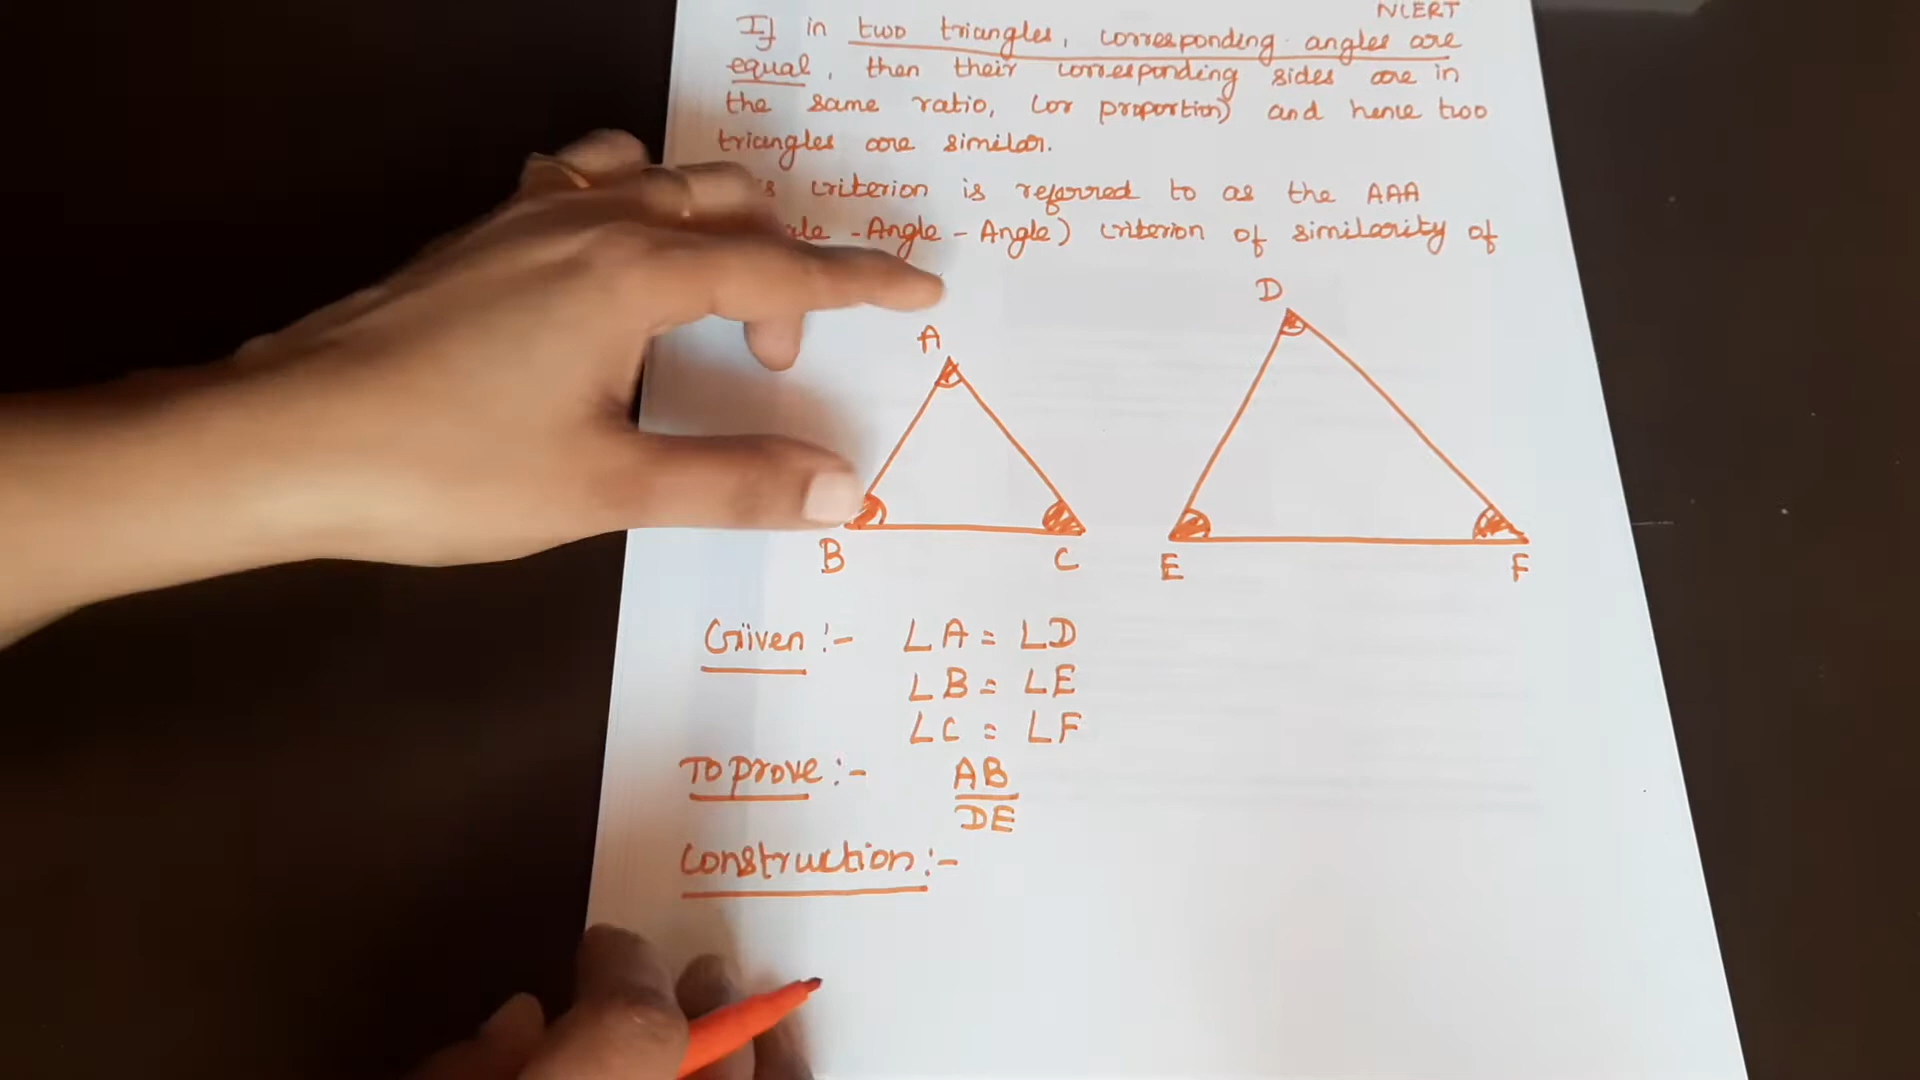 NCERT
If in two triangles, corresponding angles are
equal, then their corresponding sides are in
the same ratio, (or proportion) and hence two
triangles are similar.
criterion is referred to as the AAA
-Angle - Angle) criterion of similarity of
A
D
B
C
E
F
Given :- ∠A = ∠D
∠B = ∠E
∠C = ∠F
To prove :- AB
DE
Construction :-